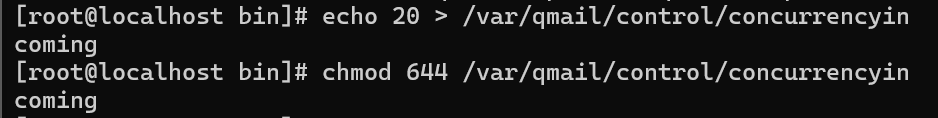 [root@localhost bin]# echo 20 > /var/qmail/control/concurrencyin
coming
[root@localhost bin]# chmod 644 /var/qmail/control/concurrencyin
coming